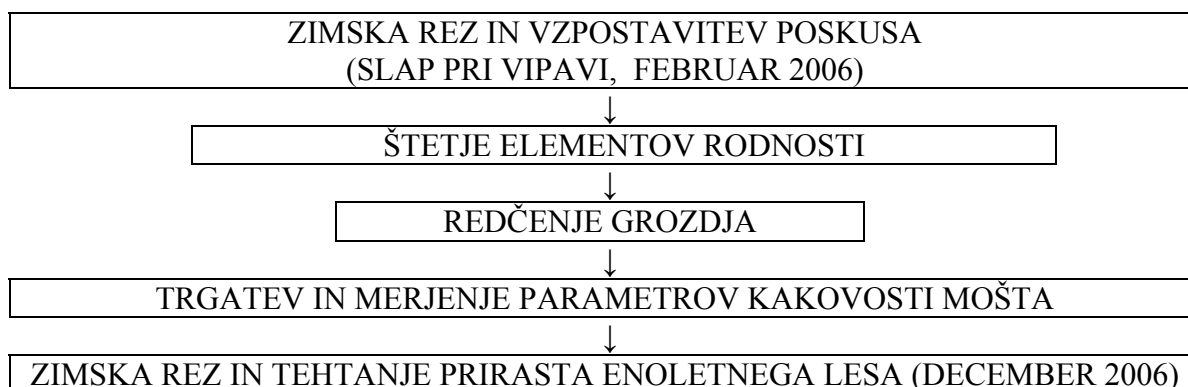 ZIMSKA REZ IN VZPOSTAVITEV POSKUSA
(SLAP PRI VIPAVI, FEBRUAR 2006)
↓
ŠTETJE ELEMENTOV RODNOSTI
↓
REDČENJE GROZDJA
↓
TRGATEV IN MERJENJE PARAMETROV KAKOVOSTI MOŠTA
↓
ZIMSKA REZ IN TEHTANJE PRIRASTA ENOLETNEGA LESA (DECEMBER 2006)